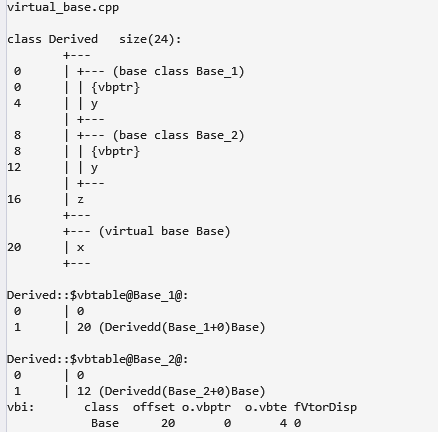 virtual_base.cpp
class Derived   size(24):
        +---
 0      | +--- (base class Base_1)
 0      | | {vbptr}
 4      | | y
        | +---
 8      | +--- (base class Base_2)
 8      | | {vbptr}
12      | | y
        | +---
16      | z
        +---
        +--- (virtual base Base)
20      | x
        +---
Derived::$vbtable@Base_1@:
 0      | 0
 1      | 20 (Derivedd(Base_1+0)Base)
Derived::$vbtable@Base_2@:
 0      | 0
 1      | 12 (Derivedd(Base_2+0)Base)
vbi:       class  offset o.vbptr  o.vbte fVtorDisp
            Base      20       0       4 0